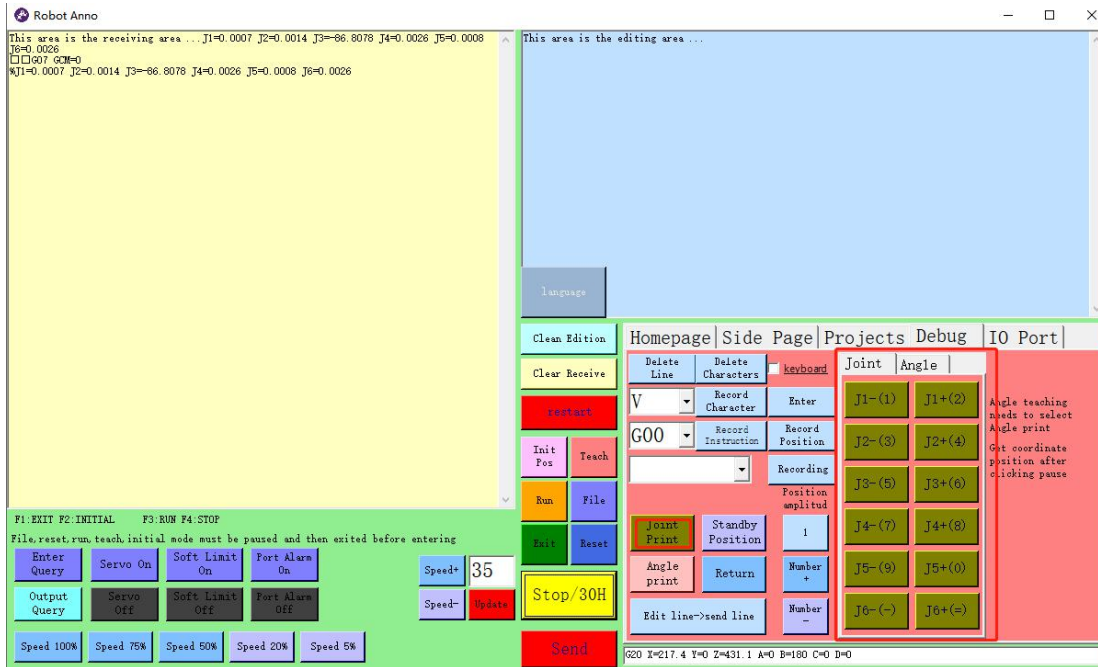 Robot Anno
This area is the receiving area ...J1=0.0007 J2=0.0014 J3=-86.8078 J4=0.0026 J5=0.0008
J6=0.0026
□□G07 GCM=0
%J1=0.0007 J2=0.0014 J3=-86.8078 J4=0.0026 J5=0.0008 J6=0.0026
This area is the editing area ...
language
Clean Edition
Clear Receive
restart
Init
Pos
Teach
Run
File
Exit
Reset
Stop/30H
Send
F1:EXIT F2:INITIAL F3:RUN F4:STOP
File,reset,run,teach,initial mode must be paused and then exited before entering
Enter
Query
Servo On
Soft Limit
On
Port Alarm
On
Output
Query
Servo
Off
Soft Limit
Off
Port Alarm
Off
Speed+
35
Speed-
Update
Speed 100%
Speed 75%
Speed 50%
Speed 20%
Speed 5%
Homepage
Side Page
Projects
Debug
IO Port
Delete
Line
Delete
Characters
keyboard
V
Record
Character
Enter
G00
Record
Instruction
Record
Position
Recording
Position
amplitud
Joint
Print
Standby
Position
1
Angle
print
Return
Number
+
Edit line->send line
Number
-
Joint
Angle
J1-(1)
J1+(2)
J2-(3)
J2+(4)
J3-(5)
J3+(6)
J4-(7)
J4+(8)
J5-(9)
J5+(0)
J6-(-)
J6+(=)
Angle teaching
needs to select
Angle print
Get coordinate
position after
clicking pause
G20 X=217.4 Y=0 Z=431.1 A=0 B=180 C=0 D=0